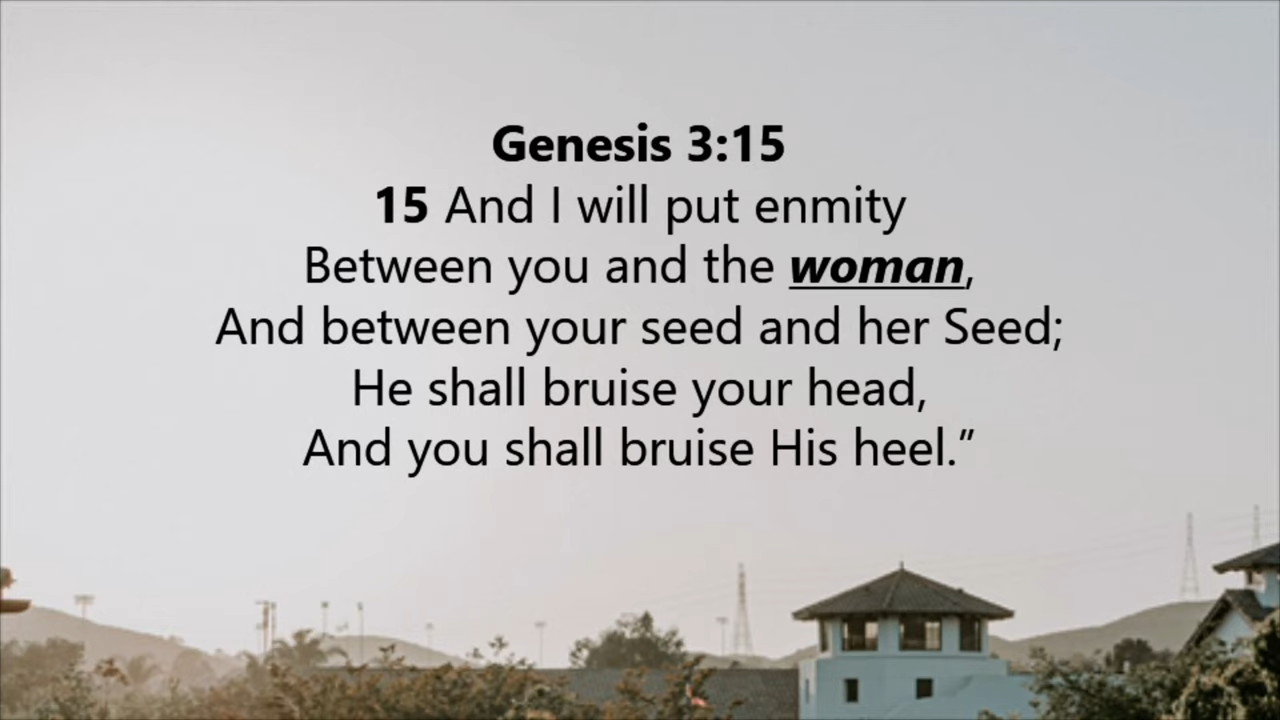 Genesis 3:15
15 And I will put enmity
Between you and the woman,
And between your seed and her Seed;
He shall bruise your head,
And you shall bruise His heel.”